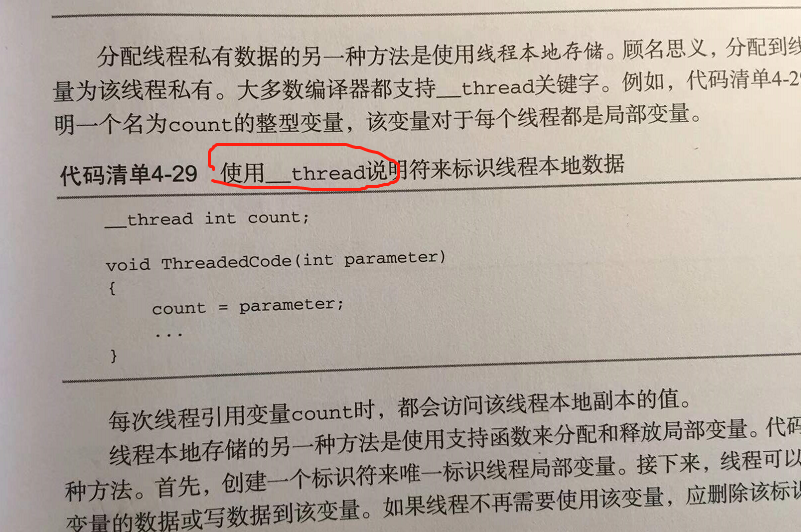 分配线程私有数据的另一种方法是使用线程本地存储。顾名思义，分配到线
量为该线程私有。大多数编译器都支持__thread关键字。例如，代码清单4-29
明一个名为count的整型变量，该变量对于每个线程都是局部变量。
代码清单4-29 使用__thread说明符来标识线程本地数据
__thread int count;
void ThreadedCode(int parameter)
{
count = parameter;
...
}
每次线程引用变量count时，都会访问该线程本地副本的值。
线程本地存储的另一种方法是使用支持函数来分配和释放局部变量。代码
种方法。首先，创建一个标识符来唯一标识线程局部变量。接下来，线程可以
变量的数据或写数据到该变量。如果线程不再需要使用该变量，应删除该标识